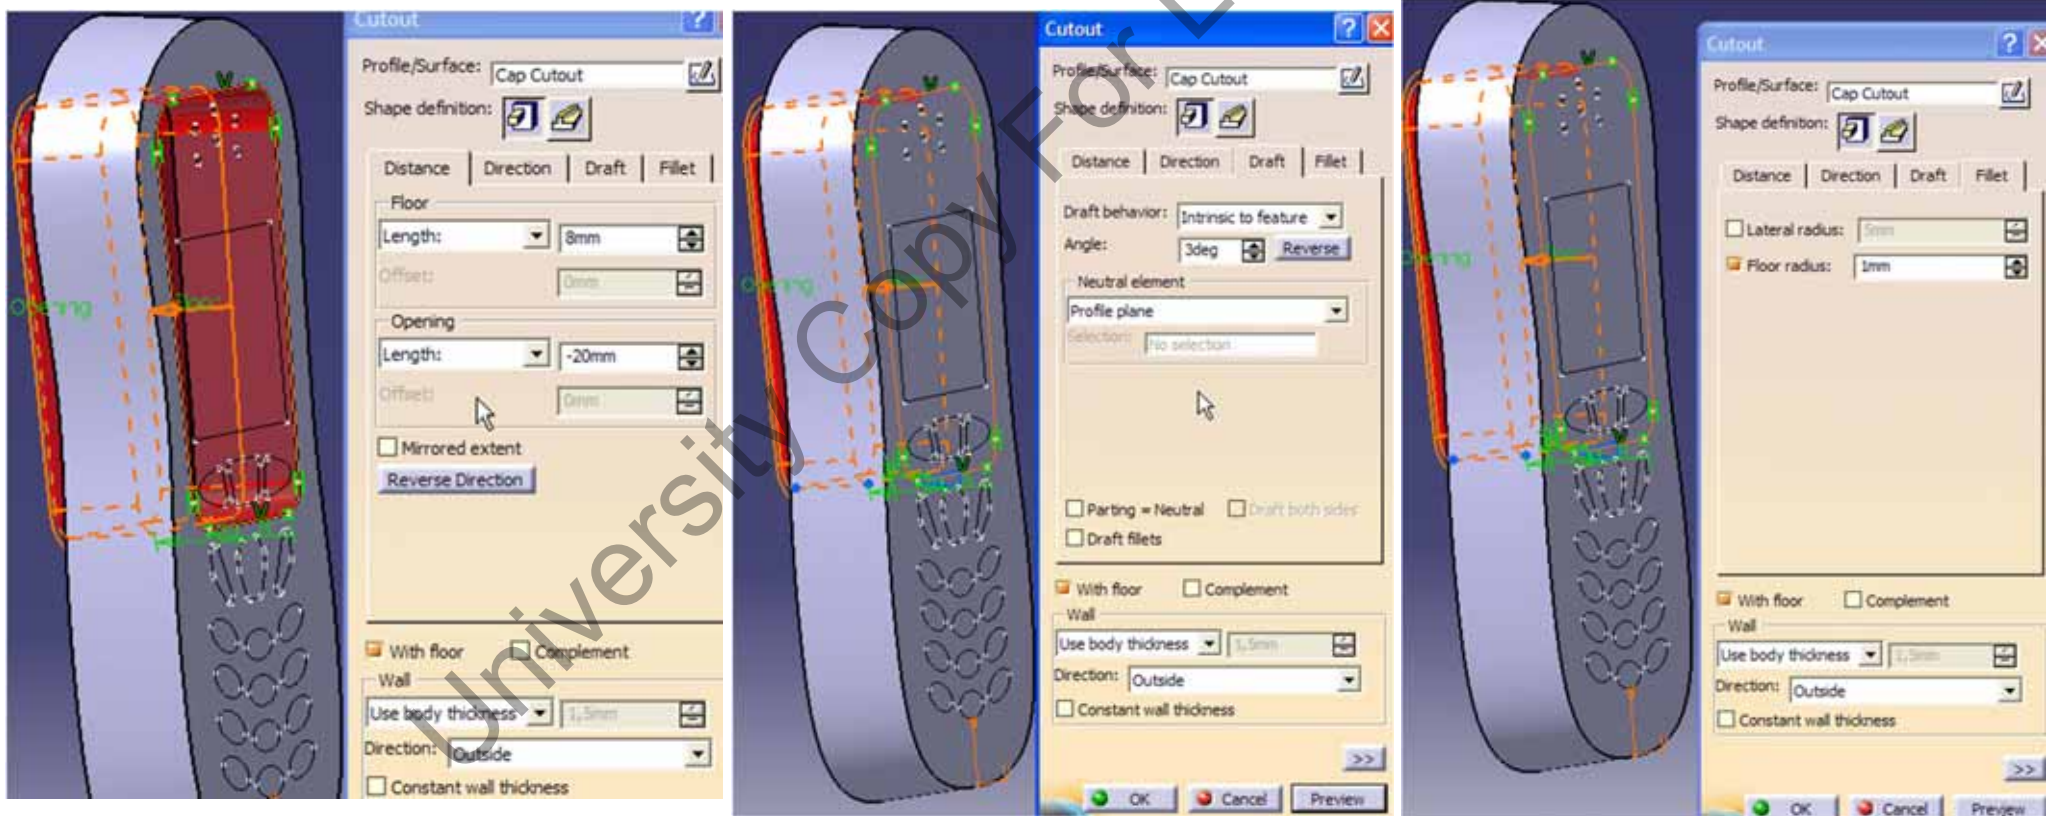 Cutout
Profile/Surface: Cap Cutout
Shape definition:
Distance Direction Draft Fillet
Floor
Length: 8mm
Offset: 0mm
Opening
Length: -20mm
Offset: 0mm
Mirrored extent
Reverse Direction
With floor Complement
Wall
Use body thickness 1,5mm
Direction: Outside
Constant wall thickness
Opening
Cutout
Profile/Surface: Cap Cutout
Shape definition:
Distance Direction Draft Fillet
Draft behavior: Intrinsic to feature
Angle: 3deg Reverse
Neutral element
Profile plane
Selection: No selection
Parting = Neutral Draft both sides
Draft fillets
With floor Complement
Wall
Use body thickness 1,5mm
Direction: Outside
Constant wall thickness
>>
OK Cancel Preview
Opening
Cutout
Profile/Surface: Cap Cutout
Shape definition:
Distance Direction Draft Fillet
Lateral radius: 5mm
Floor radius: 1mm
With floor Complement
Wall
Use body thickness 1,5mm
Direction: Outside
Constant wall thickness
>>
OK Cancel Preview
Opening
University Copy For